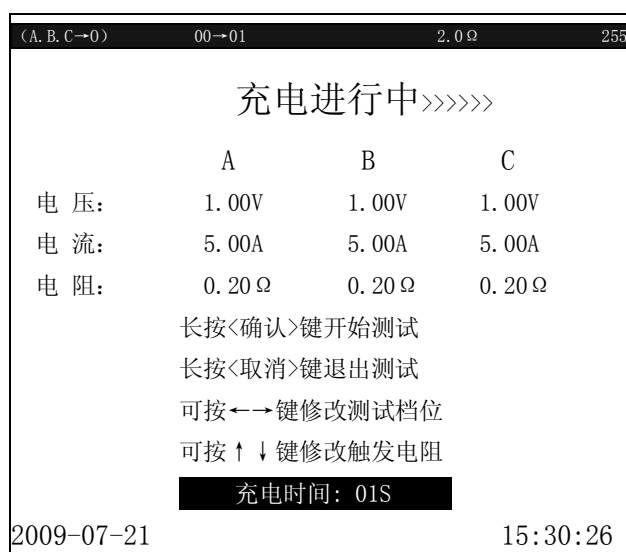 (A.B.C→0) 00→01 2.0Ω 255
充电进行中>>>>>>
A B C
电 压: 1.00V 1.00V 1.00V
电 流: 5.00A 5.00A 5.00A
电 阻: 0.20Ω 0.20Ω 0.20Ω
长按<确认>键开始测试
长按<取消>键退出测试
可按←→键修改测试档位
可按↑↓键修改触发电阻
充电时间: 01S
2009-07-21 15:30:26